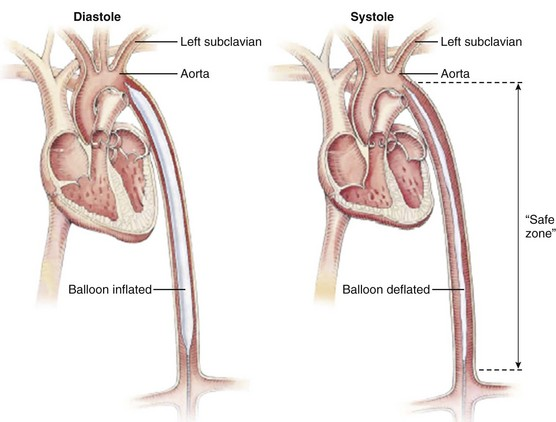 Diastole
Left subclavian
Aorta
Balloon inflated
Systole
Left subclavian
Aorta
“Safe
zone”
Balloon deflated